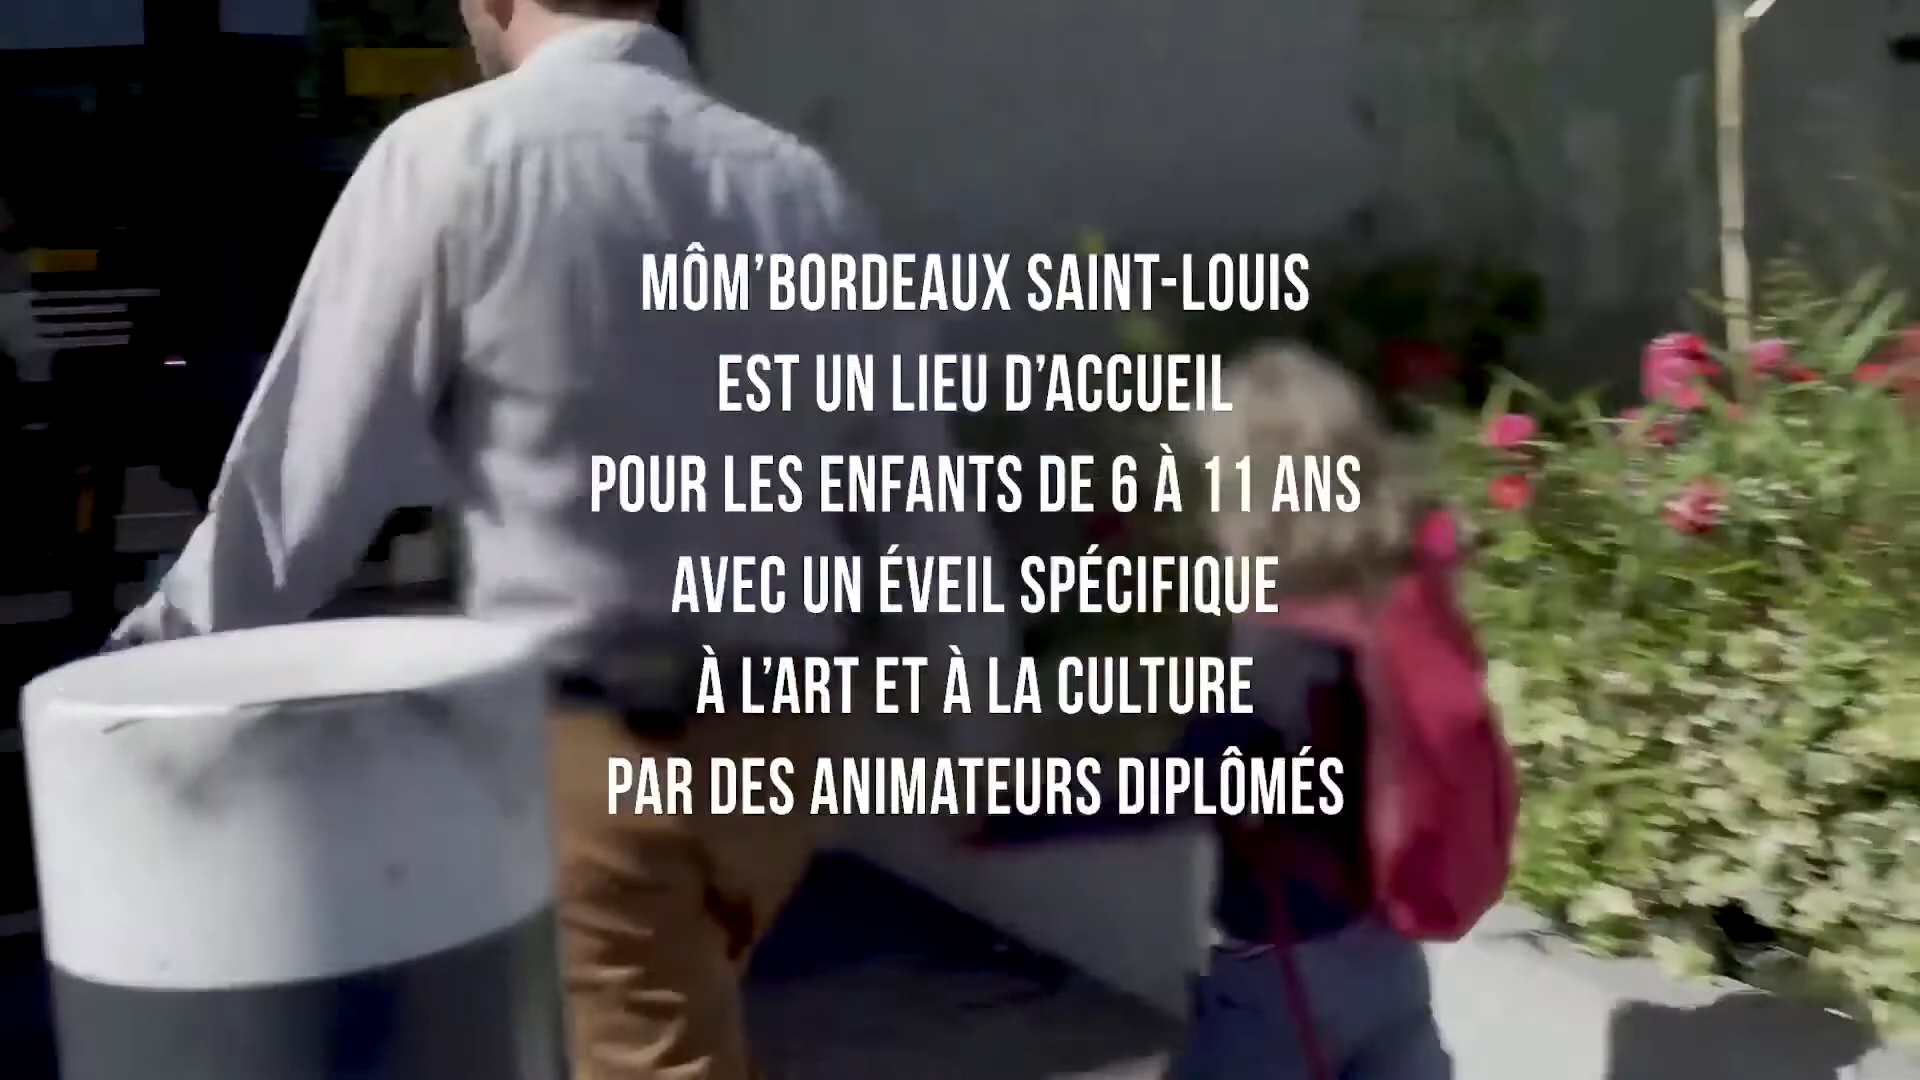 MÔM’BORDEAUX SAINT-LOUIS
EST UN LIEU D’ACCUEIL
POUR LES ENFANTS DE 6 À 11 ANS
AVEC UN ÉVEIL SPÉCIFIQUE
À L’ART ET À LA CULTURE
PAR DES ANIMATEURS DIPLÔMÉS